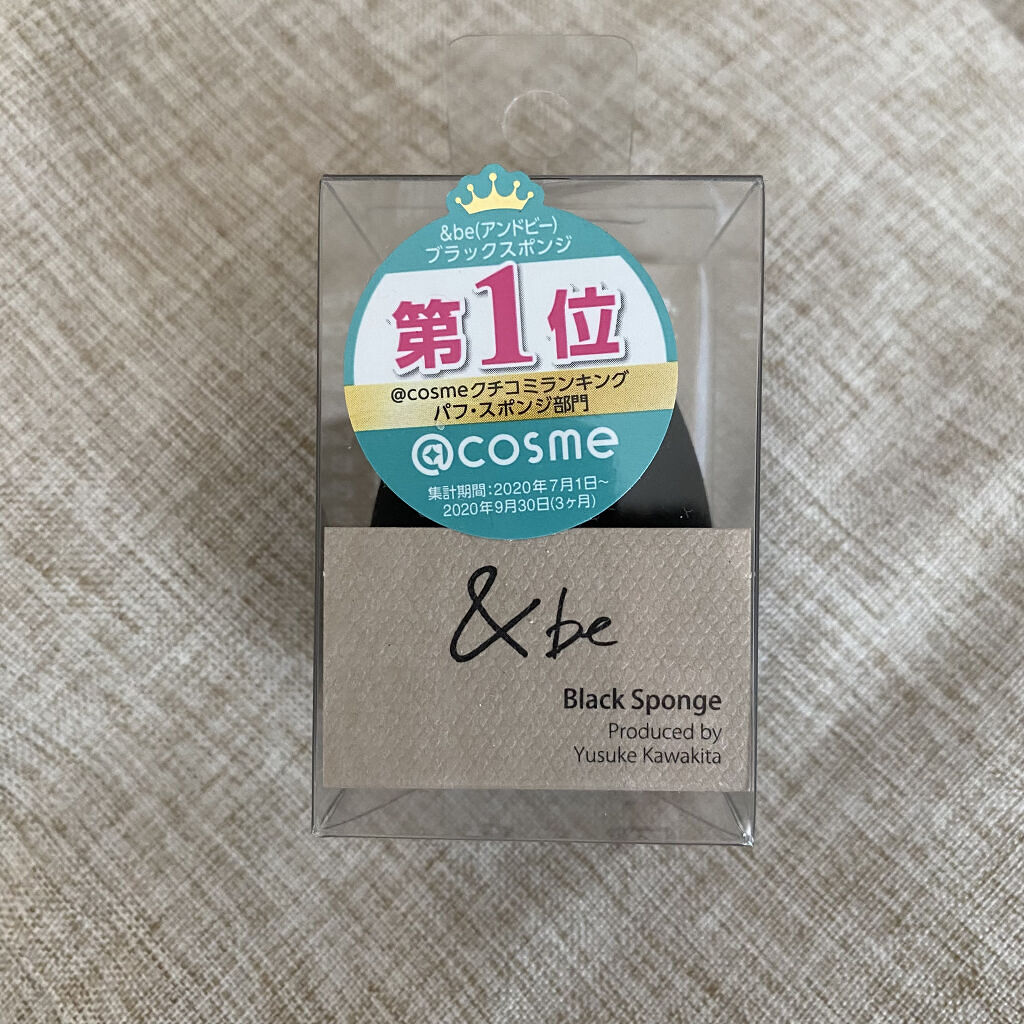 &be(アンドビー)
ブラックスポンジ
第1位
@cosmeクチコミランキング
パフ・スポンジ部門
@cosme
集計期間:2020年7月1日~
2020年9月30日(3ヶ月)
&be
Black Sponge
Produced by
Yusuke Kawakita